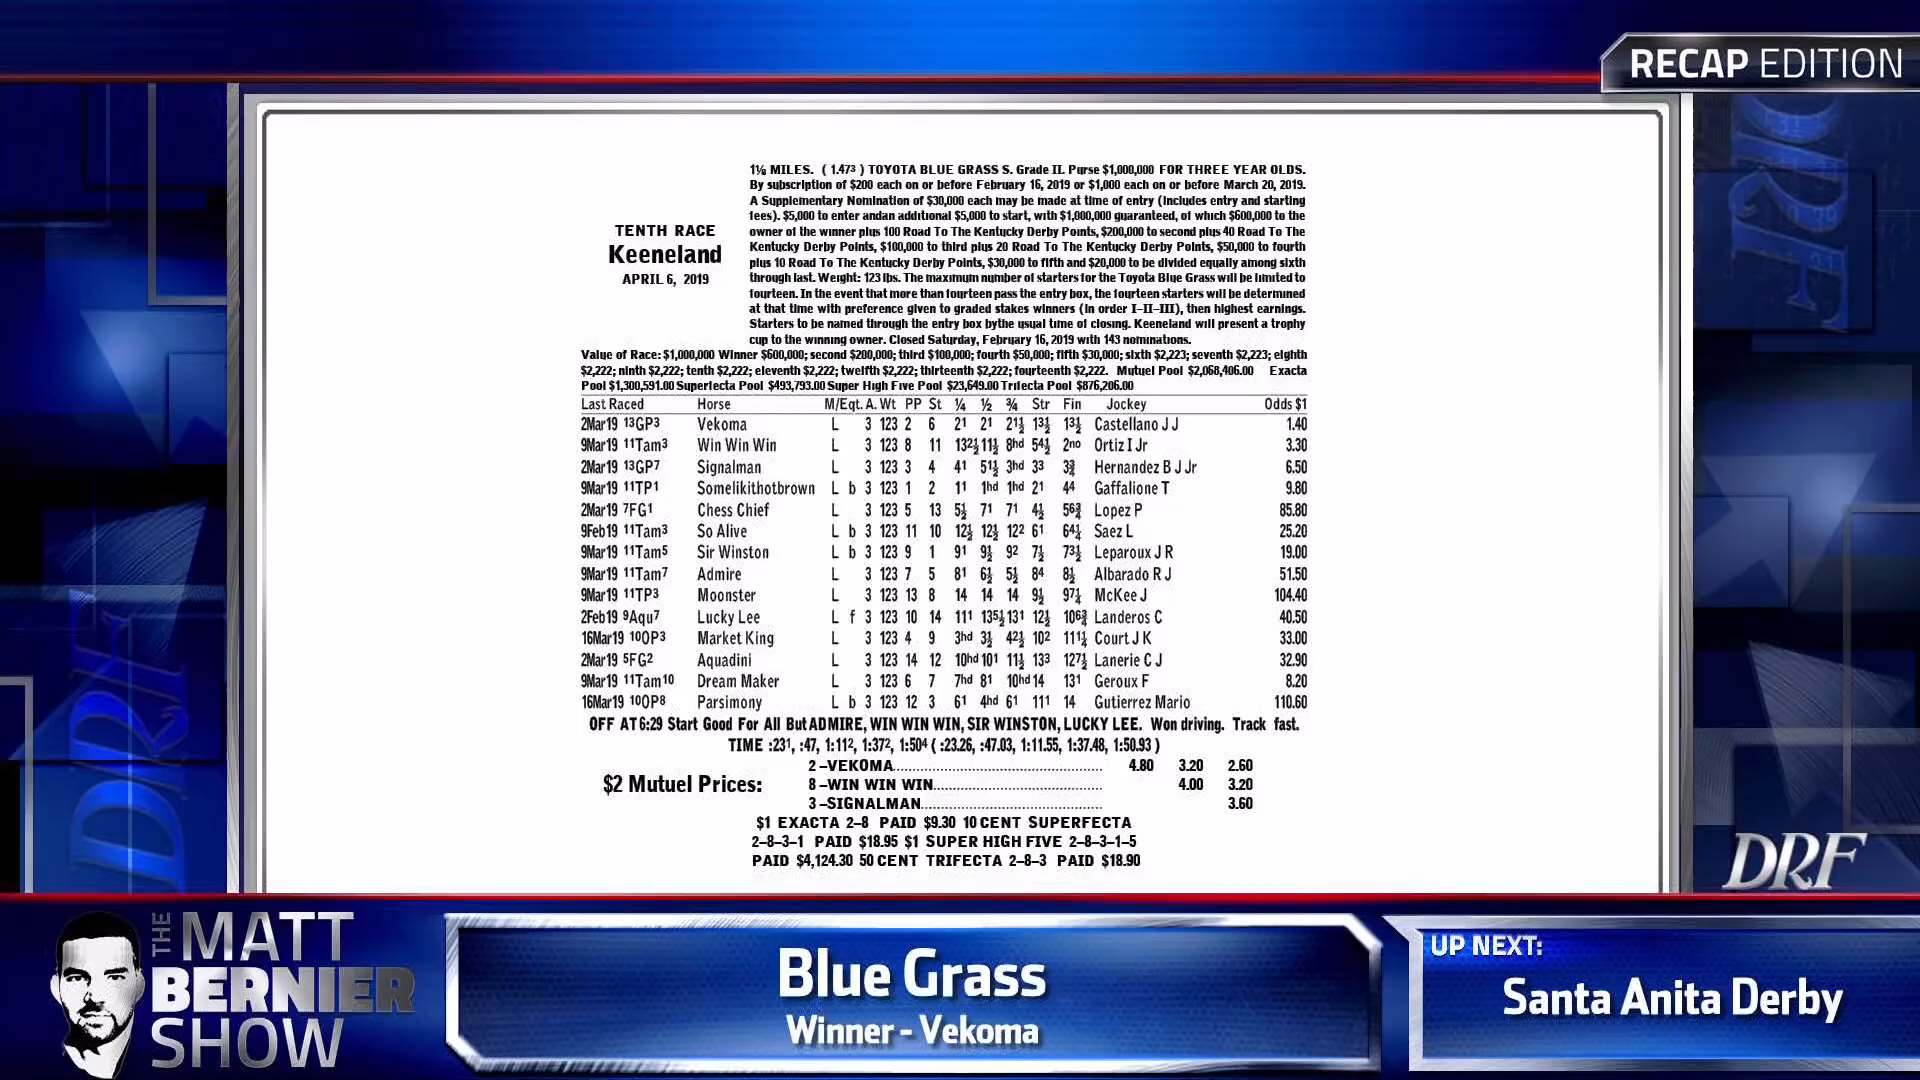 RECAP EDITION
1⅛ MILES. ( 1.47³ ) TOYOTA BLUE GRASS S. Grade II. Purse $1,000,000 FOR THREE YEAR OLDS.
By subscription of $200 each on or before February 16, 2019 or $1,000 each on or before March 20, 2019.
A Supplementary Nomination of $30,000 each may be made at time of entry (includes entry and starting
fees). $5,000 to enter andan additional $5,000 to start, with $1,000,000 guaranteed, of which $600,000 to the
owner of the winner plus 100 Road To The Kentucky Derby Points, $200,000 to second plus 40 Road To The
Kentucky Derby Points, $100,000 to third plus 20 Road To The Kentucky Derby Points, $50,000 to fourth
plus 10 Road To The Kentucky Derby Points, $30,000 to fifth and $20,000 to be divided equally among sixth
through last. Weight: 123 lbs. The maximum number of starters for the Toyota Blue Grass will be limited to
fourteen. In the event that more than fourteen pass the entry box, the fourteen starters will be determined
at that time with preference given to graded stakes winners (in order I-II-III), then highest earnings.
Starters to be named through the entry box bythe usual time of closing. Keeneland will present a trophy
cup to the winning owner. Closed Saturday, February 16, 2019 with 143 nominations.
TENTH RACE
Keeneland
APRIL 6, 2019
Value of Race: $1,000,000 Winner $600,000; second $200,000; third $100,000; fourth $50,000; fifth $30,000; sixth $2,223; seventh $2,223; eighth
$2,222; ninth $2,222; tenth $2,222; eleventh $2,222; twelfth $2,222; thirteenth $2,222; fourteenth $2,222. Mutuel Pool $2,068,406.00 Exacta
Pool $1,300,591.00 Superfecta Pool $493,793.00 Super High Five Pool $23,649.00 Trifecta Pool $876,206.00
Last Raced Horse M/Eqt. A. Wt PP St ¼ ½ ¾ Str Fin Jockey Odds $1
2Mar19 13GP3 Vekoma L 3 123 2 6 2¹ 2¹ 2¹½ 1³½ 1³½ Castellano J J 1.40
9Mar19 11Tam3 Win Win Win L 3 123 8 11 13²½ 11½ 8hd 5⁴½ 2no Ortiz I Jr 3.30
2Mar19 13GP7 Signalman L 3 123 3 4 4¹ 5¹½ 3hd 3³ 3¾ Hernandez B J Jr 6.50
9Mar19 11TP1 Somelikithotbrown L b 3 123 1 2 1¹ 1hd 1hd 2¹ 4⁴ Gaffalione T 9.80
2Mar19 7FG1 Chess Chief L 3 123 5 13 5½ 7¹ 7¹ 4½ 5⁶¾ Lopez P 85.80
9Feb19 11Tam3 So Alive L b 3 123 11 10 12½ 12½ 12² 6¹ 6⁴½ Saez L 25.20
9Mar19 11Tam5 Sir Winston L b 3 123 9 1 9¹ 9½ 9² 7½ 7³½ Leparoux J R 19.00
9Mar19 11Tam7 Admire L 3 123 7 5 8¹ 6½ 5½ 8⁴ 8½ Albarado R J 51.50
9Mar19 11TP3 Moonster L 3 123 13 8 14 14 14 9½ 9⁷¼ McKee J 104.40
2Feb19 9Aqu7 Lucky Lee L f 3 123 10 14 11¹ 13⁵½ 13¹ 12½ 10⁶¾ Landeros C 40.50
16Mar19 10OP3 Market King L 3 123 4 9 3hd 3½ 4²½ 10² 11¹¼ Court J K 33.00
2Mar19 5FG2 Aquadini L 3 123 14 12 10hd 10¹ 11½ 13³ 12⁷½ Lanerie C J 32.90
9Mar19 11Tam10 Dream Maker L 3 123 6 7 7hd 8¹ 10hd 14 13¹ Geroux F 8.20
16Mar19 10OP8 Parsimony L b 3 123 12 3 6¹ 4hd 6¹ 11¹ 14 Gutierrez Mario 110.60
OFF AT 6:29 Start Good For All But ADMIRE, WIN WIN WIN, SIR WINSTON, LUCKY LEE. Won driving. Track fast.
TIME :23¹, :47, 1:11², 1:37², 1:50⁴ ( :23.26, :47.03, 1:11.55, 1:37.48, 1:50.93 )
$2 Mutuel Prices:
2 –VEKOMA 4.80 3.20 2.60
8 –WIN WIN WIN 4.00 3.20
3 –SIGNALMAN 3.60
$1 EXACTA 2–8 PAID $9.30 10 CENT SUPERFECTA
2–8–3–1 PAID $18.95 $1 SUPER HIGH FIVE 2–8–3–1–5
PAID $4,124.30 50 CENT TRIFECTA 2–8–3 PAID $18.90
DRF
DRF
DRF
THE MATT BERNIER SHOW
Blue Grass
Winner - Vekoma
UP NEXT:
Santa Anita Derby